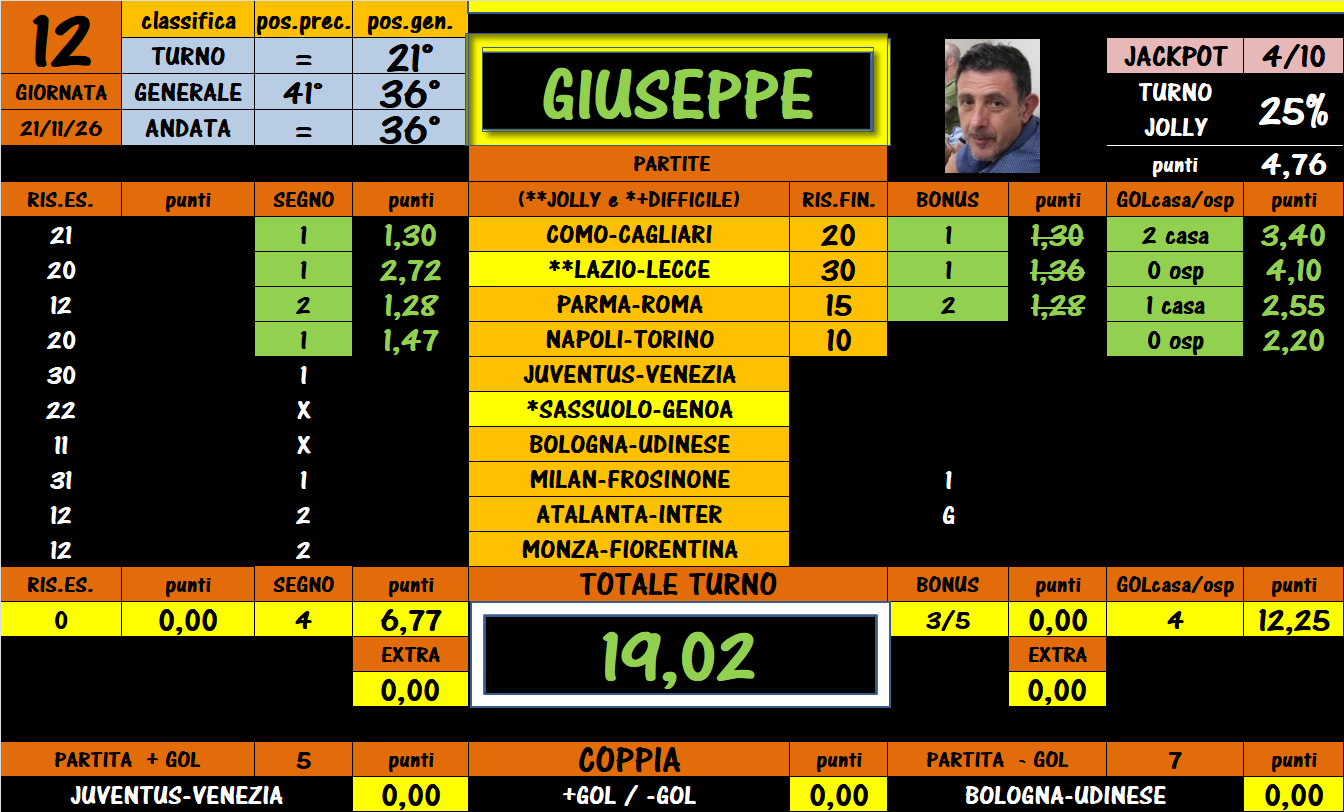 12 classifica pos.prec. pos.gen.
TURNO = 21° GIUSEPPE JACKPOT 4/10
GIORNATA GENERALE 41° 36° TURNO JOLLY 25%
21/11/26 ANDATA = 36°
PARTITE punti 4,76
RIS.ES. punti SEGNO punti (**JOLLY e *+DIFFICILE) RIS.FIN. BONUS punti GOLcasa/osp punti
21 1 1,30 COMO-CAGLIARI 20 1 1,30 2 casa 3,40
20 1 2,72 **LAZIO-LECCE 30 1 1,36 0 osp 4,10
12 2 1,28 PARMA-ROMA 15 2 1,28 1 casa 2,55
20 1 1,47 NAPOLI-TORINO 10 0 osp 2,20
30 1 JUVENTUS-VENEZIA
22 X *SASSUOLO-GENOA
11 X BOLOGNA-UDINESE
31 1 MILAN-FROSINONE 1
12 2 ATALANTA-INTER G
12 2 MONZA-FIORENTINA
RIS.ES. punti SEGNO punti TOTALE TURNO BONUS punti GOLcasa/osp punti
0 0,00 4 6,77 19,02 3/5 0,00 4 12,25
EXTRA EXTRA
0,00 0,00
PARTITA + GOL 5 punti COPPIA punti PARTITA - GOL 7 punti
JUVENTUS-VENEZIA 0,00 +GOL / -GOL 0,00 BOLOGNA-UDINESE 0,00